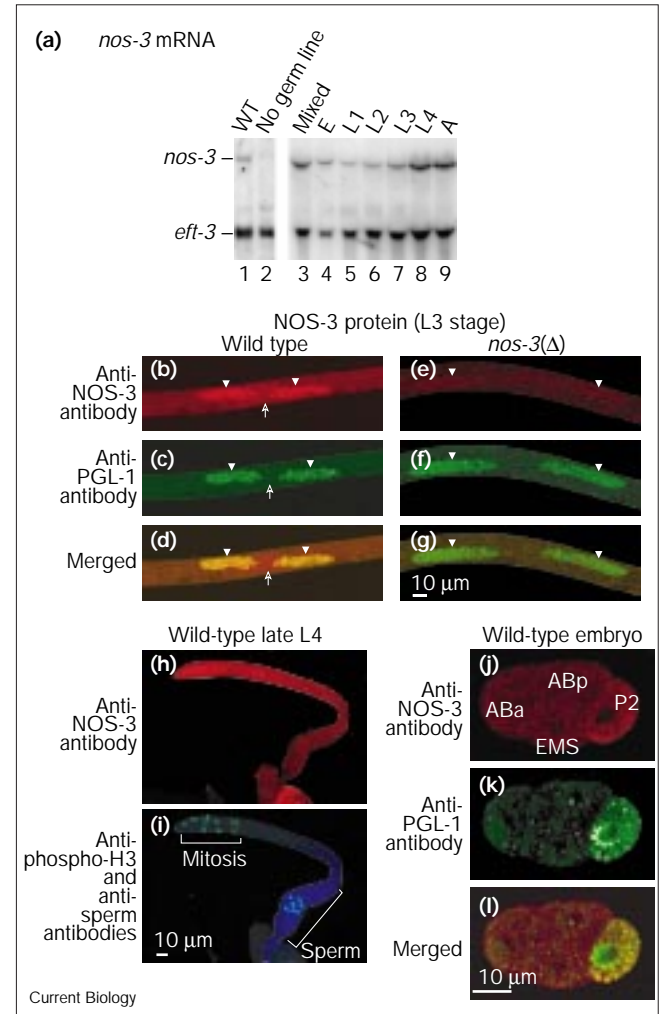 (a) nos-3 mRNA
WT No germ line Mixed E L1 L2 L3 L4 A
nos-3
eft-3
1 2 3 4 5 6 7 8 9
NOS-3 protein (L3 stage)
Wild type nos-3(Δ)
Anti-
NOS-3
antibody
(b) (e)
Anti-
PGL-1
antibody
(c) (f)
Merged
(d) (g)
10 µm
Wild-type late L4
Anti-
NOS-3
antibody
(h)
Anti-
phospho-H3
and
anti-
sperm
antibodies
(i)
Mitosis
Sperm
10 µm
Wild-type embryo
Anti-
NOS-3
antibody
(j)
ABp
ABa
P2
EMS
Anti-
PGL-1
antibody
(k)
Merged
(l)
10 µm
Current Biology